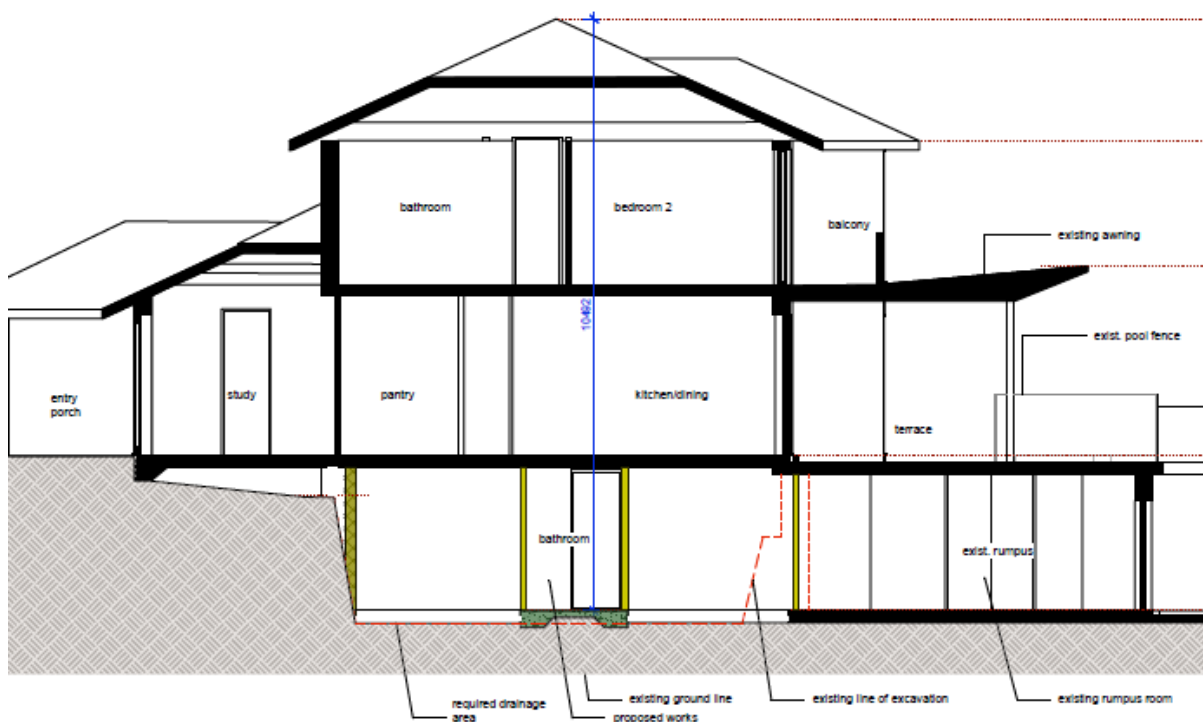 bathroom
bedroom 2
balcony
existing awning
10492
exist. pool fence
entry
porch
study
pantry
kitchen/dining
terrace
bathroom
exist. rumpus
required drainage
area
existing ground line
proposed works
existing line of excavation
existing rumpus room